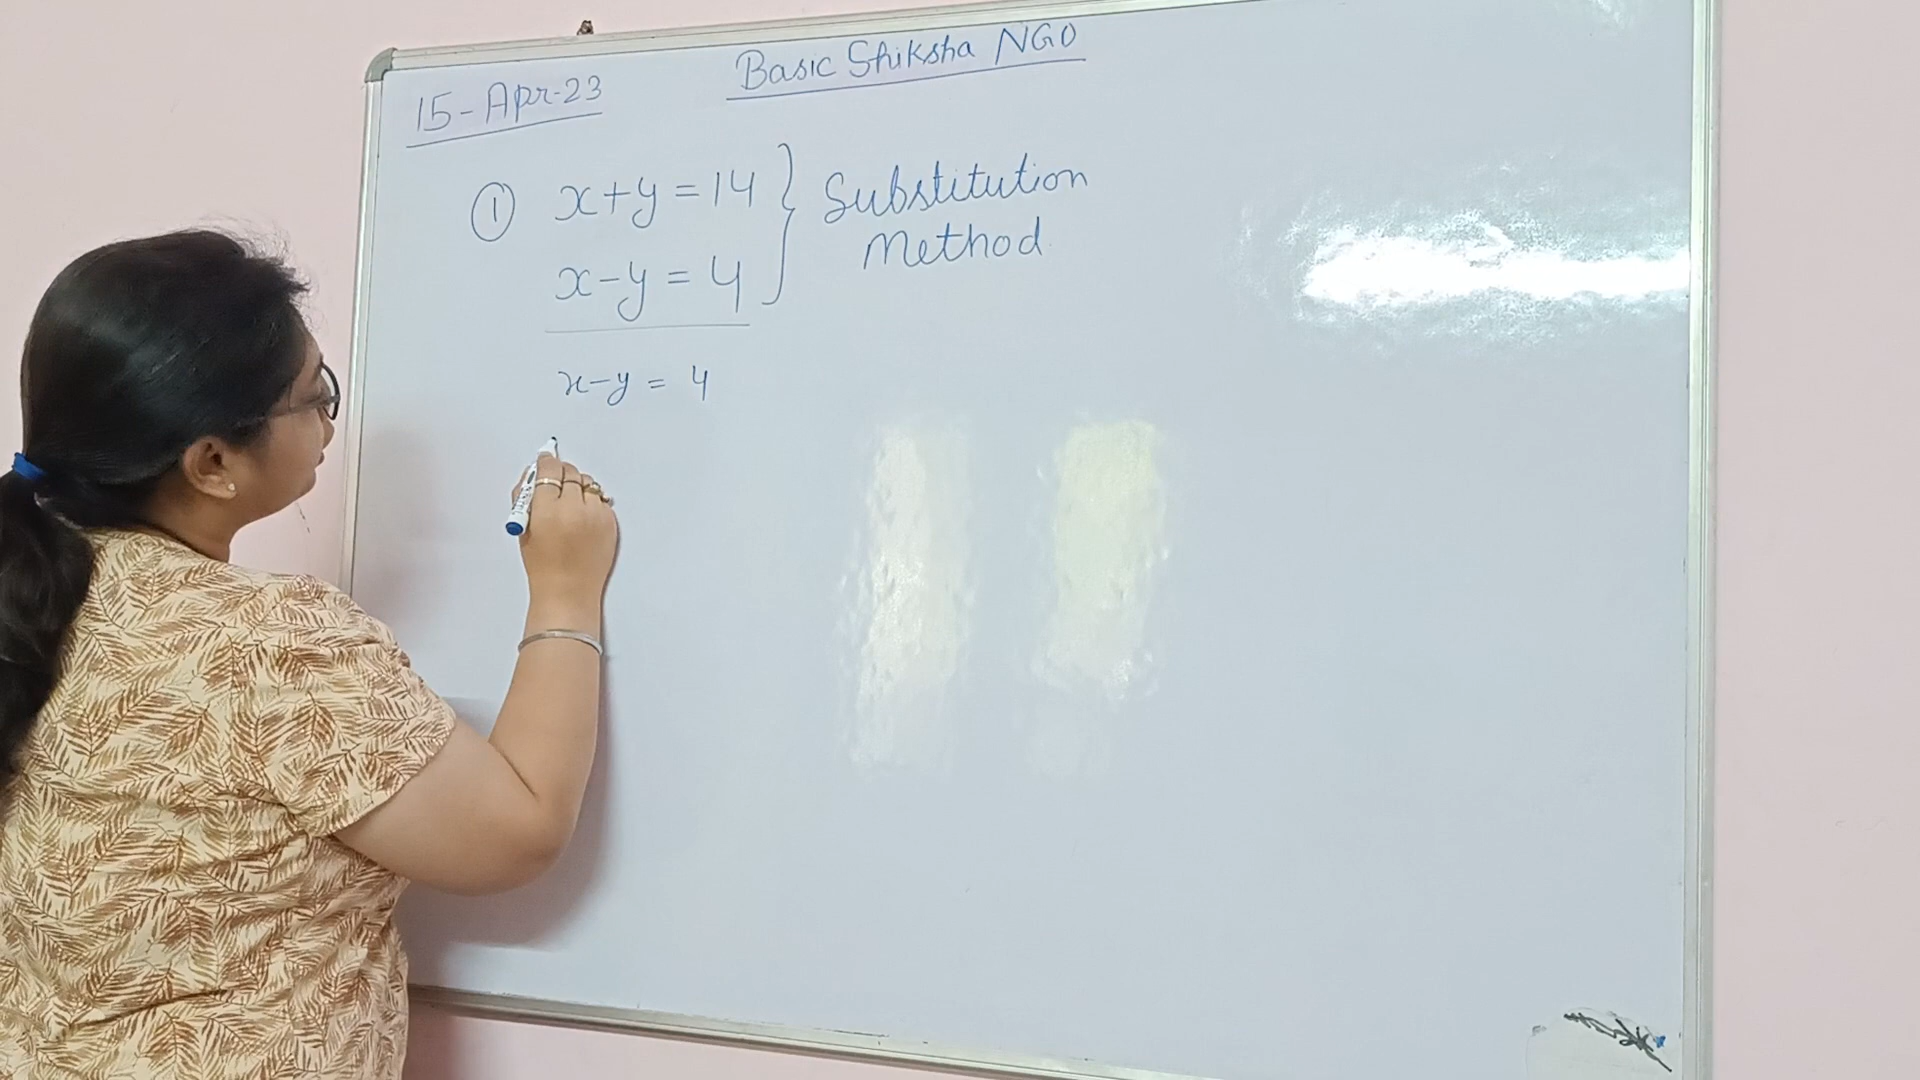 Basic Shiksha NGO
15-Apr-23
① x+y=14 } Substitution
x-y=4 Method
x-y = 4